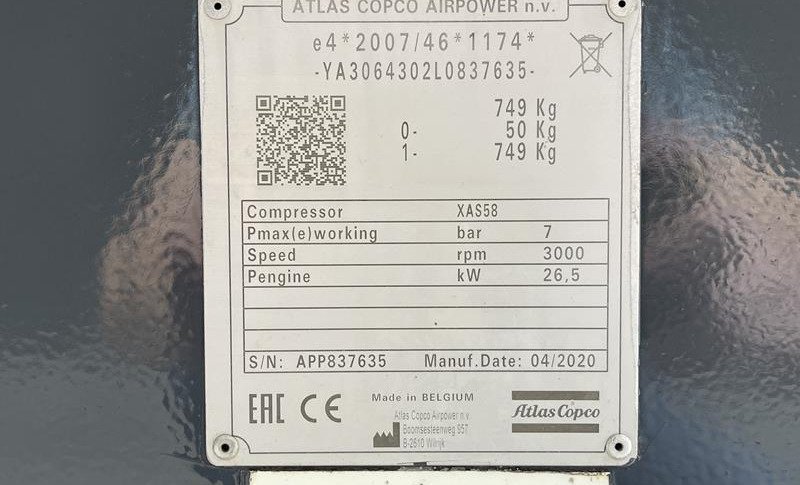 ATLAS COPCO AIRPOWER n.v.
e4*2007/46*1174*
-YA3064302L0837635-
749 Kg
0- 50 Kg
1- 749 Kg
Compressor XAS58
Pmax(e)working bar 7
Speed rpm 3000
Pengine kW 26,5
S/N: APP837635 Manuf.Date: 04/2020
EAC CE
Made in BELGIUM
Atlas Copco Airpower n.v.
Boomsesteenweg 957
B-2610 Wilrijk
Atlas Copco